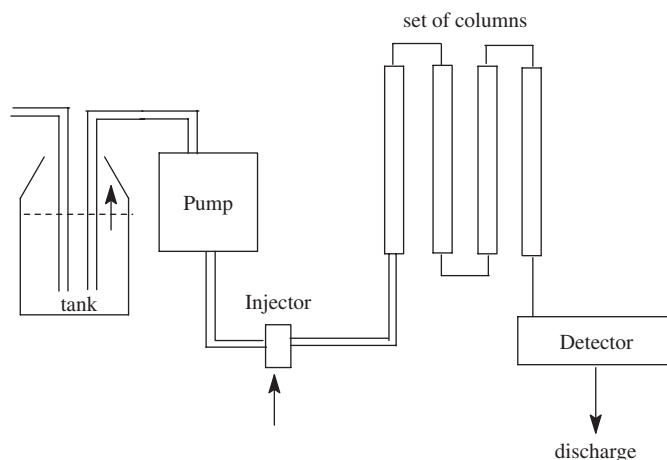 set of columns
Pump
tank
Injector
Detector
discharge